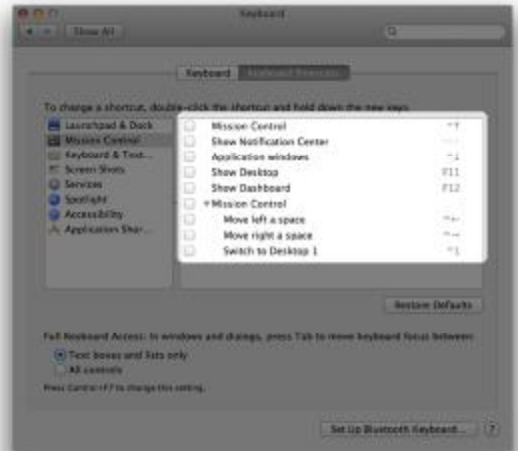 Keyboard
Show All
Keyboard Keyboard Shortcuts
To change a shortcut, double-click the shortcut and hold down the new keys.
Launchpad & Dock
Mission Control
Keyboard & Text...
Screen Shots
Services
Spotlight
Accessibility
Application Shor...
Mission Control ^↑
Show Notification Center
Application windows ^↓
Show Desktop F11
Show Dashboard F12
▼Mission Control
Move left a space ^←
Move right a space ^→
Switch to Desktop 1 ^1
Restore Defaults
Full Keyboard Access: In windows and dialogs, press Tab to move keyboard focus between:
Text boxes and lists only
All controls
Press Control+F7 to change this setting.
Set Up Bluetooth Keyboard... ?